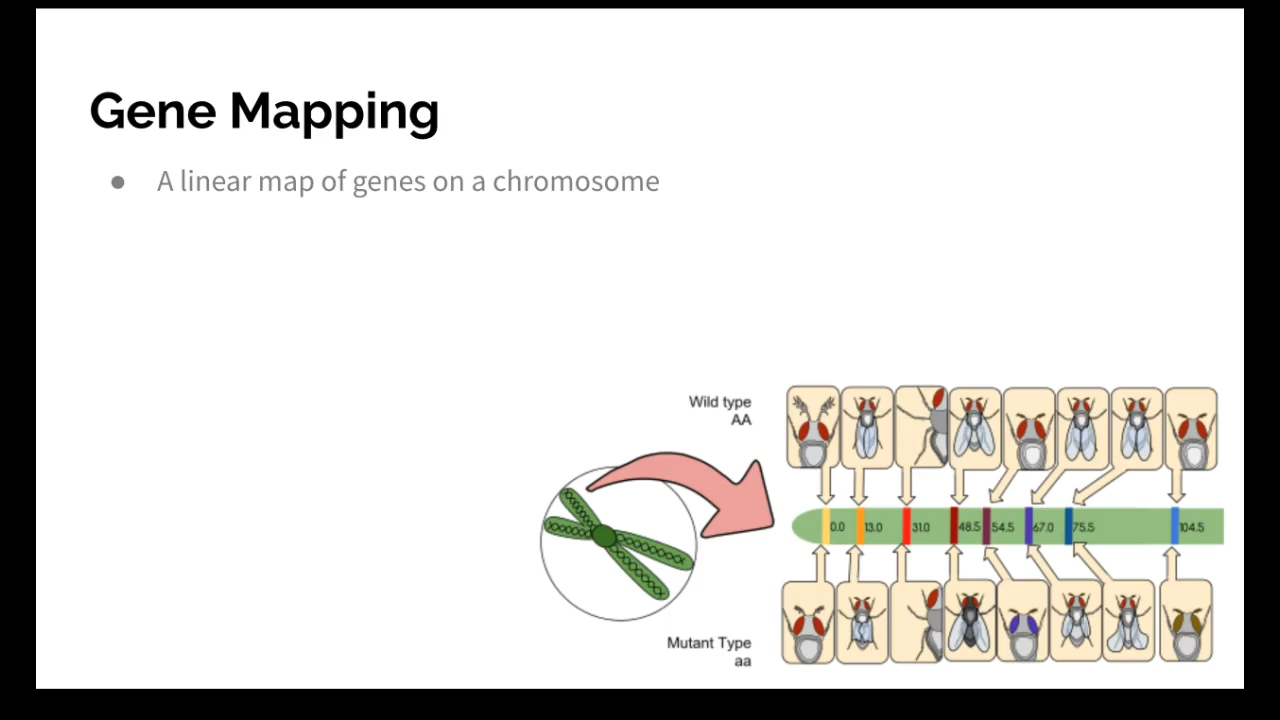 Gene Mapping
● A linear map of genes on a chromosome
Wild type
AA
0.0 13.0 31.0 48.5 54.5 67.0 75.5 104.5
Mutant Type
aa